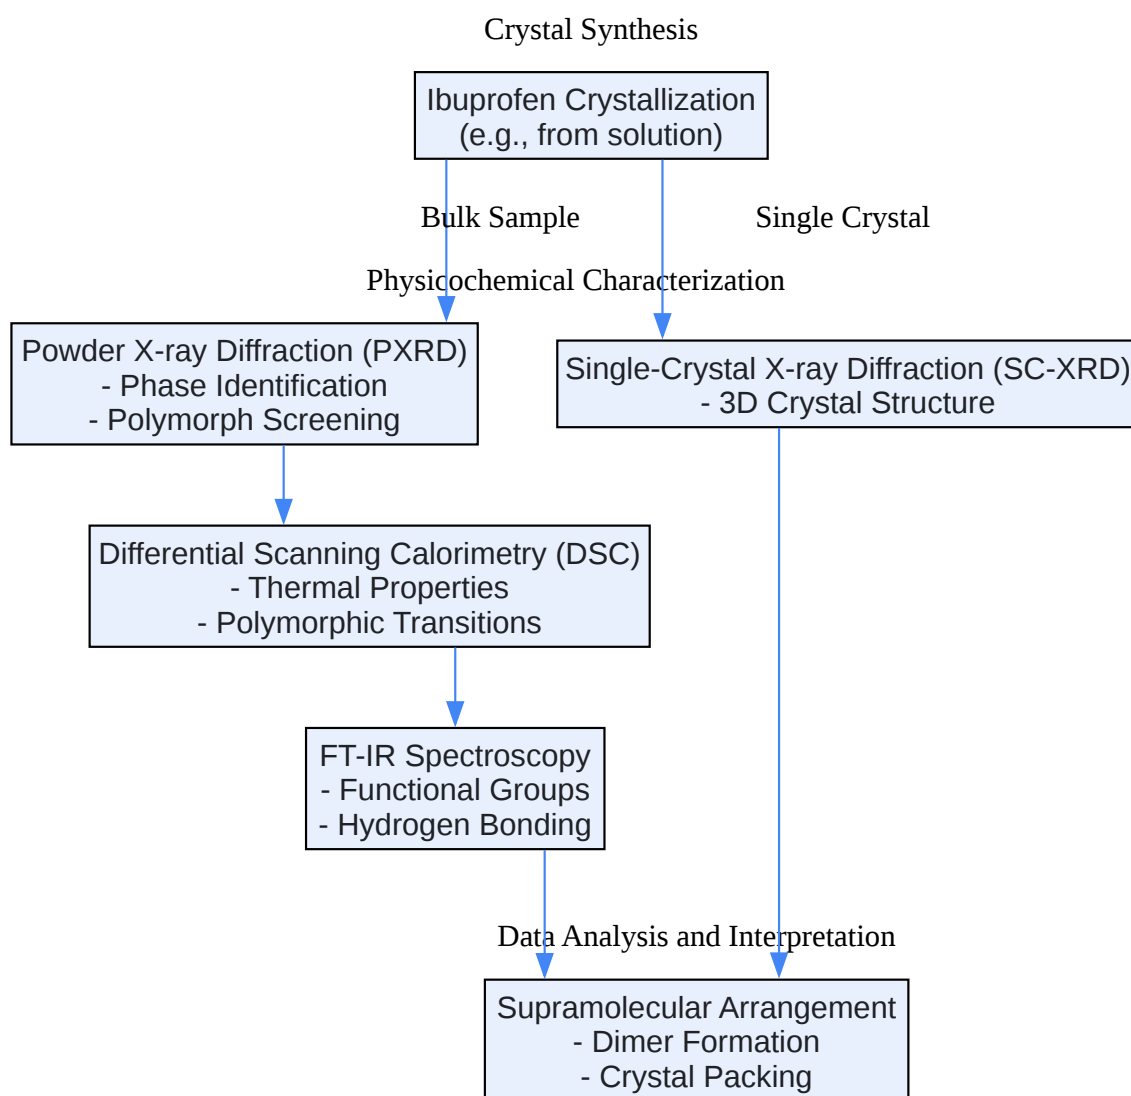 Crystal Synthesis
Ibuprofen Crystallization
(e.g., from solution)
Bulk Sample
Single Crystal
Physicochemical Characterization
Powder X-ray Diffraction (PXRD)
- Phase Identification
- Polymorph Screening
Single-Crystal X-ray Diffraction (SC-XRD)
- 3D Crystal Structure
Differential Scanning Calorimetry (DSC)
- Thermal Properties
- Polymorphic Transitions
FT-IR Spectroscopy
- Functional Groups
- Hydrogen Bonding
Data Analysis and Interpretation
Supramolecular Arrangement
- Dimer Formation
- Crystal Packing